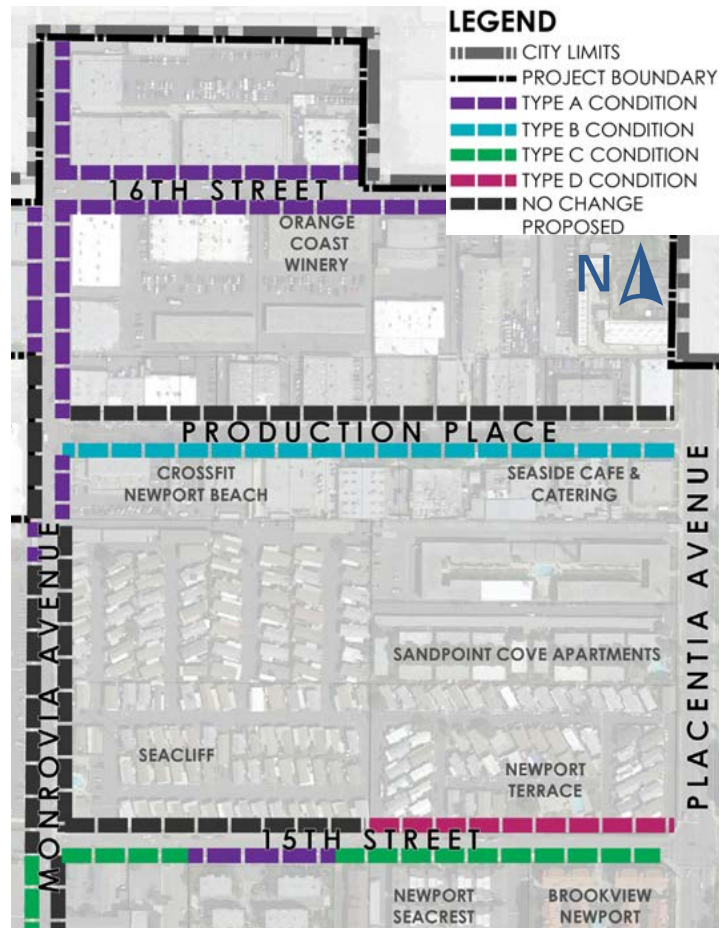 LEGEND
CITY LIMITS
PROJECT BOUNDARY
TYPE A CONDITION
TYPE B CONDITION
TYPE C CONDITION
TYPE D CONDITION
NO CHANGE
PROPOSED
N
16TH STREET
ORANGE
COAST
WINERY
PRODUCTION PLACE
CROSSFIT
NEWPORT BEACH
SEASIDE CAFE &
CATERING
MONROVIA AVENUE
PLACENTIA AVENUE
SANDPOINT COVE APARTMENTS
SEACLIFF
NEWPORT
TERRACE
15TH STREET
NEWPORT
SEACREST
BROOKVIEW
NEWPORT